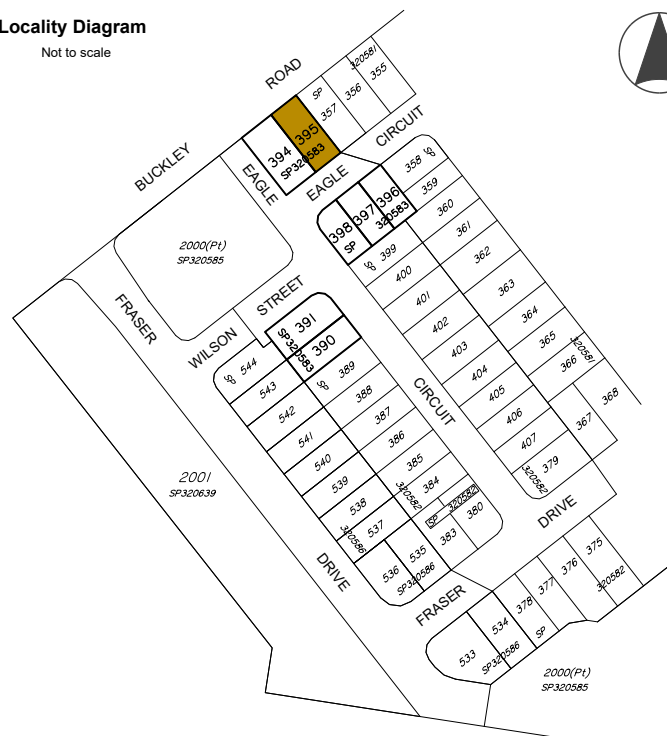 Locality Diagram
Not to scale
BUCKLEY
ROAD
SP
357
356
320581
355
394
395
SP320583
EAGLE
EAGLE
CIRCUIT
358
SP
359
360
361
362
363
364
365
366
320581
367
368
398
397
396
SP
320583
SP
399
400
401
402
403
404
405
406
407
379
320582
2000(Pt)
SP320585
FRASER
WILSON
STREET
391
SP320583
390
SP
544
543
542
541
540
539
538
320586
537
536
535
SP320586
SP
389
388
387
386
385
320582
384
SP
320582
383
380
CIRCUIT
2001
SP320639
DRIVE
DRIVE
FRASER
533
534
SP320586
378
377
376
375
SP
320582
2000(Pt)
SP320585